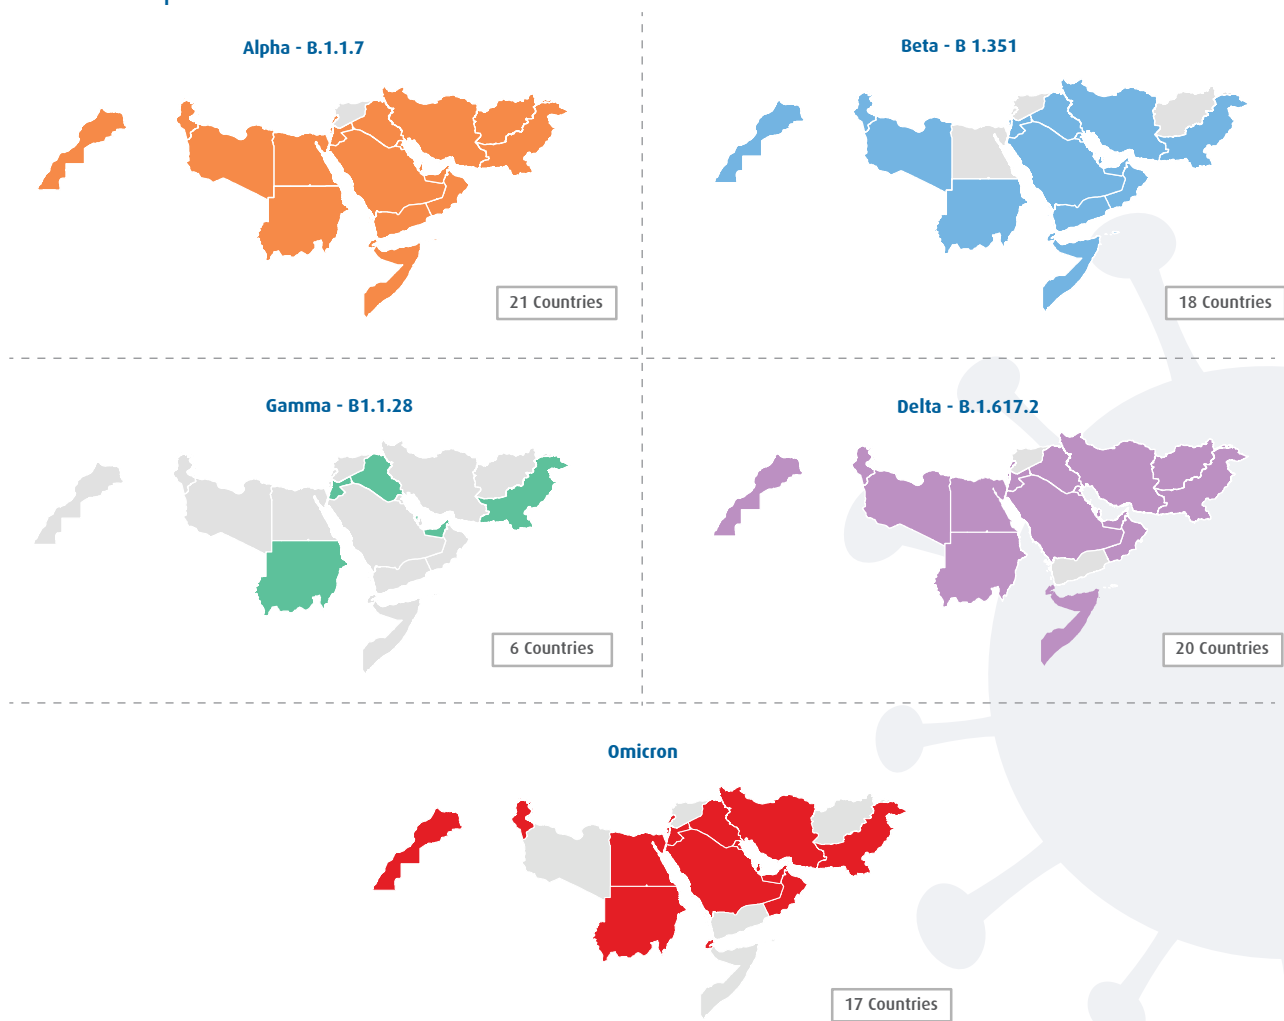 Alpha - B.1.1.7
Beta - B 1.351
21 Countries
18 Countries
Gamma - B1.1.28
Delta - B.1.617.2
6 Countries
20 Countries
Omicron
17 Countries